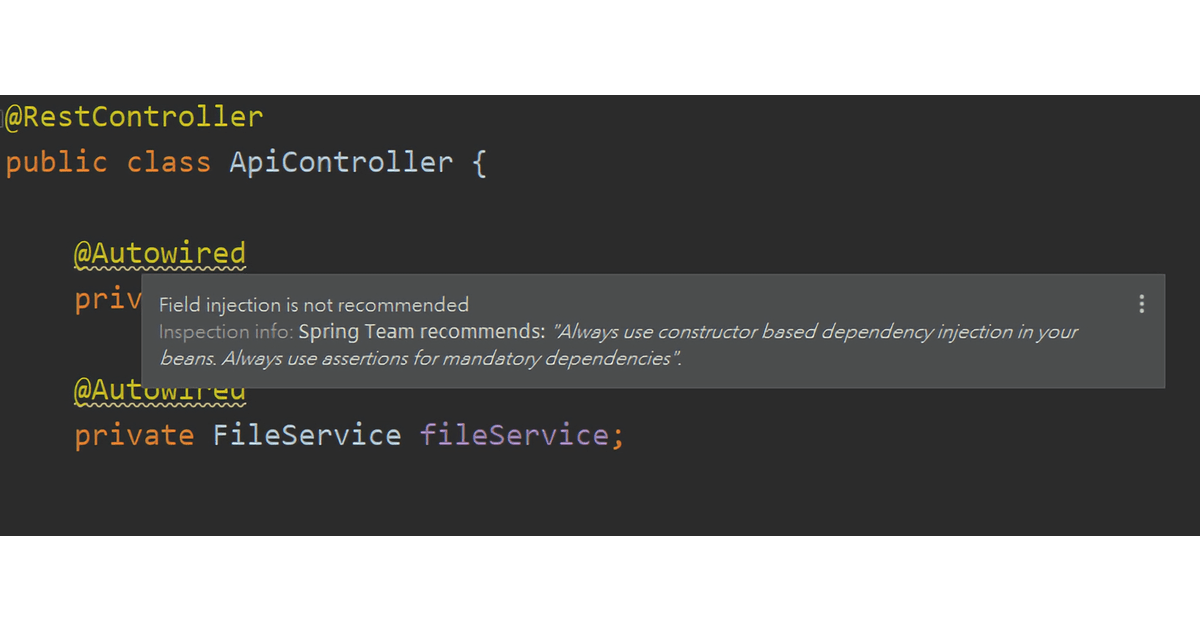 @RestController
public class ApiController {
@Autowired
priv
Field injection is not recommended
Inspection info: Spring Team recommends: "Always use constructor based dependency injection in your
beans. Always use assertions for mandatory dependencies".
@Autowired
private FileService fileService;